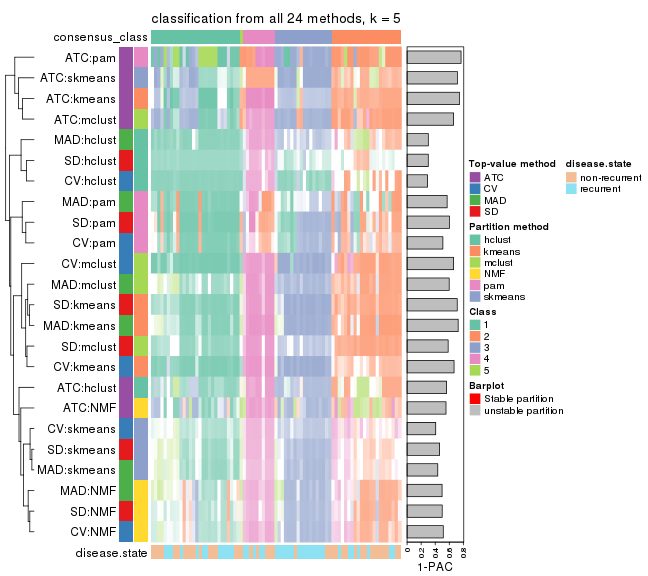 classification from all 24 methods, k = 5
consensus_class
ATC:pam
ATC:skmeans
ATC:kmeans
ATC:mclust
MAD:hclust
SD:hclust
CV:hclust
MAD:pam
SD:pam
CV:pam
CV:mclust
MAD:mclust
SD:kmeans
MAD:kmeans
SD:mclust
CV:kmeans
ATC:hclust
ATC:NMF
CV:skmeans
SD:skmeans
MAD:skmeans
MAD:NMF
SD:NMF
CV:NMF
disease.state
0 0.2 0.4 0.6 0.8
1-PAC
Top-value method
ATC
CV
MAD
SD
Partition method
hclust
kmeans
mclust
NMF
pam
skmeans
Class
1
2
3
4
5
Barplot
Stable partition
unstable partition
disease.state
non-recurrent
recurrent